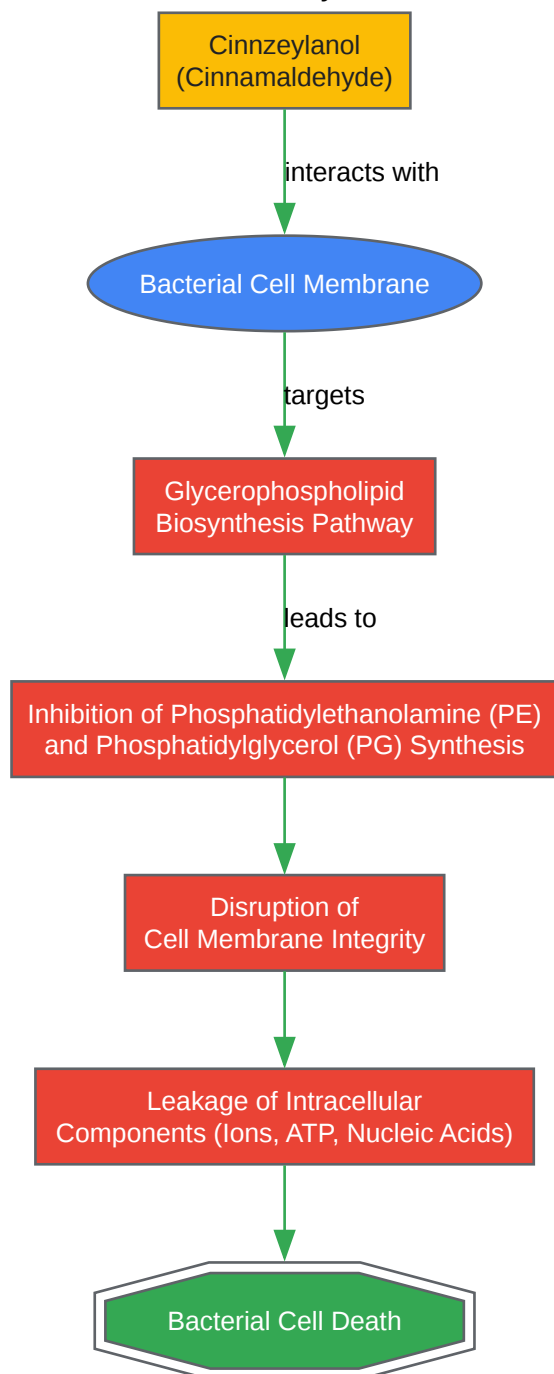 Cinnzeylanol
(Cinnamaldehyde)
interacts with
Bacterial Cell Membrane
targets
Glycerophospholipid
Biosynthesis Pathway
leads to
Inhibition of Phosphatidylethanolamine (PE)
and Phosphatidylglycerol (PG) Synthesis
Disruption of
Cell Membrane Integrity
Leakage of Intracellular
Components (Ions, ATP, Nucleic Acids)
Bacterial Cell Death